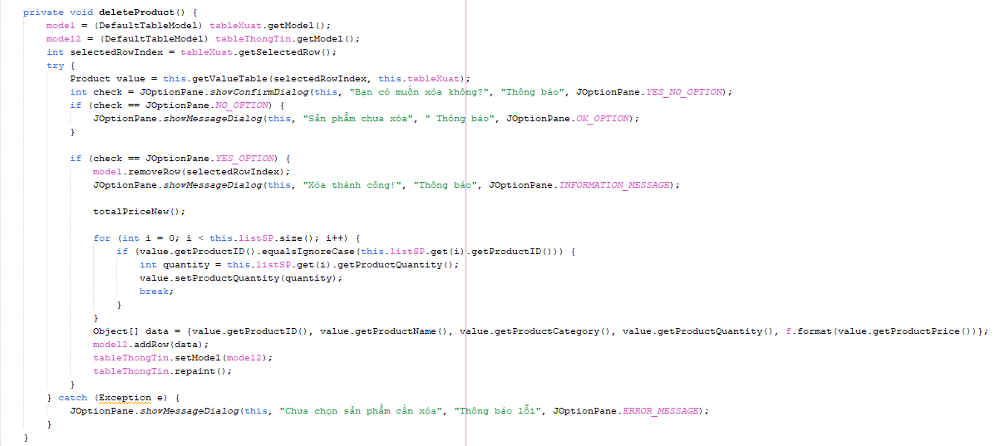 private void deleteProduct() {
model = (DefaultTableModel) tableXuat.getModel();
model2 = (DefaultTableModel) tableThongTin.getModel();
int selectedRowIndex = tableXuat.getSelectedRow();
try {
Product value = this.getValueTable(selectedRowIndex, this.tableXuat);
int check = JOptionPane.showConfirmDialog(this, "Bạn có muốn xóa không?", "Thông báo", JOptionPane.YES_NO_OPTION);
if (check == JOptionPane.NO_OPTION) {
JOptionPane.showMessageDialog(this, "Sản phẩm chưa xóa", " Thông báo", JOptionPane.OK_OPTION);
}
if (check == JOptionPane.YES_OPTION) {
model.removeRow(selectedRowIndex);
JOptionPane.showMessageDialog(this, "Xóa thành công!", "Thông báo", JOptionPane.INFORMATION_MESSAGE);
totalPriceNew();
for (int i = 0; i < this.listSP.size(); i++) {
if (value.getProductID().equalsIgnoreCase(this.listSP.get(i).getProductID())) {
int quantity = this.listSP.get(i).getProductQuantity();
value.setProductQuantity(quantity);
break;
}
}
Object[] data = {value.getProductID(), value.getProductName(), value.getProductCategory(), value.getProductQuantity(), f.format(value.getProductPrice())};
model2.addRow(data);
tableThongTin.setModel(model2);
tableThongTin.repaint();
}
} catch (Exception e) {
JOptionPane.showMessageDialog(this, "Chưa chọn sản phẩm cần xóa", "Thông báo lỗi", JOptionPane.ERROR_MESSAGE);
}
}